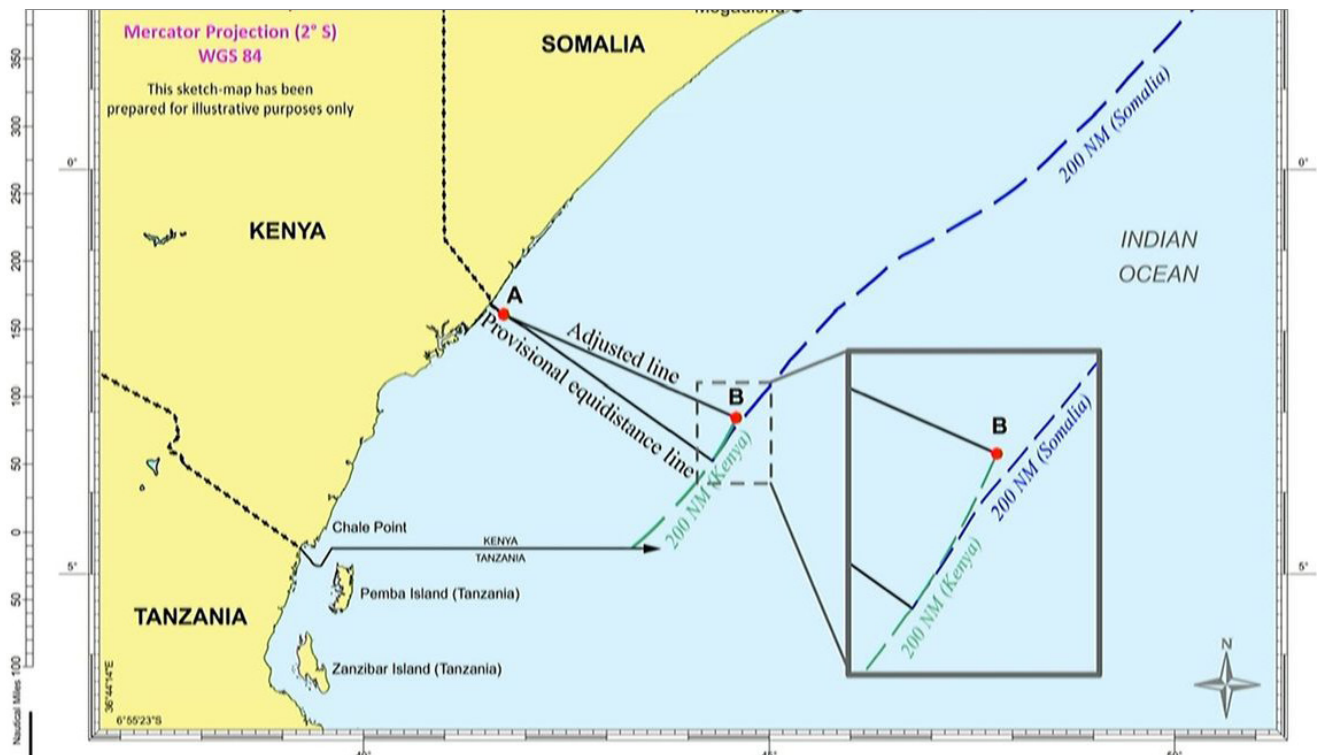 Mogadishu
Mercator Projection (2° S)
WGS 84
This sketch-map has been
prepared for illustrative purposes only
SOMALIA
200 NM (Somalia)
350
300
0°
0°
250
KENYA
INDIAN
OCEAN
200
A
150
Adjusted line
Provisional equidistance line
100
B
B
200 NM (Somalia)
50
200 NM (Kenya)
200 NM (Kenya)
Chale Point
0
KENYA
TANZANIA
5°
5°
50
Pemba Island (Tanzania)
TANZANIA
N
100
Zanzibar Island (Tanzania)
36°44'14"E
6°55'23"S
Nautical Miles